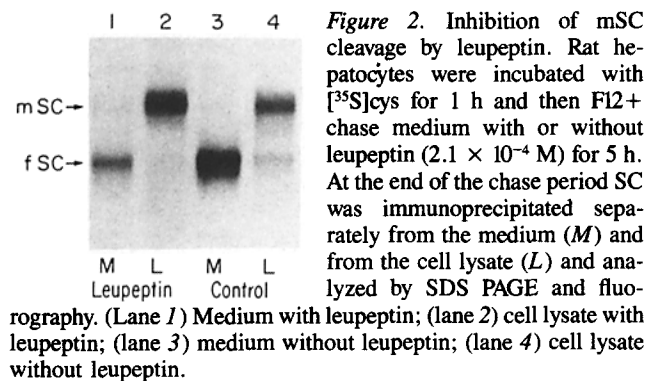 1 2 3 4
mSC→
fSC→
M L M L
Leupeptin Control
Figure 2. Inhibition of mSC
cleavage by leupeptin. Rat he-
patocytes were incubated with
[³⁵S]cys for 1 h and then F12+
chase medium with or without
leupeptin (2.1 × 10⁻⁴ M) for 5 h.
At the end of the chase period SC
was immunoprecipitated sepa-
rately from the medium (M) and
from the cell lysate (L) and ana-
lyzed by SDS PAGE and fluo-
rography. (Lane 1) Medium with leupeptin; (lane 2) cell lysate with
leupeptin; (lane 3) medium without leupeptin; (lane 4) cell lysate
without leupeptin.